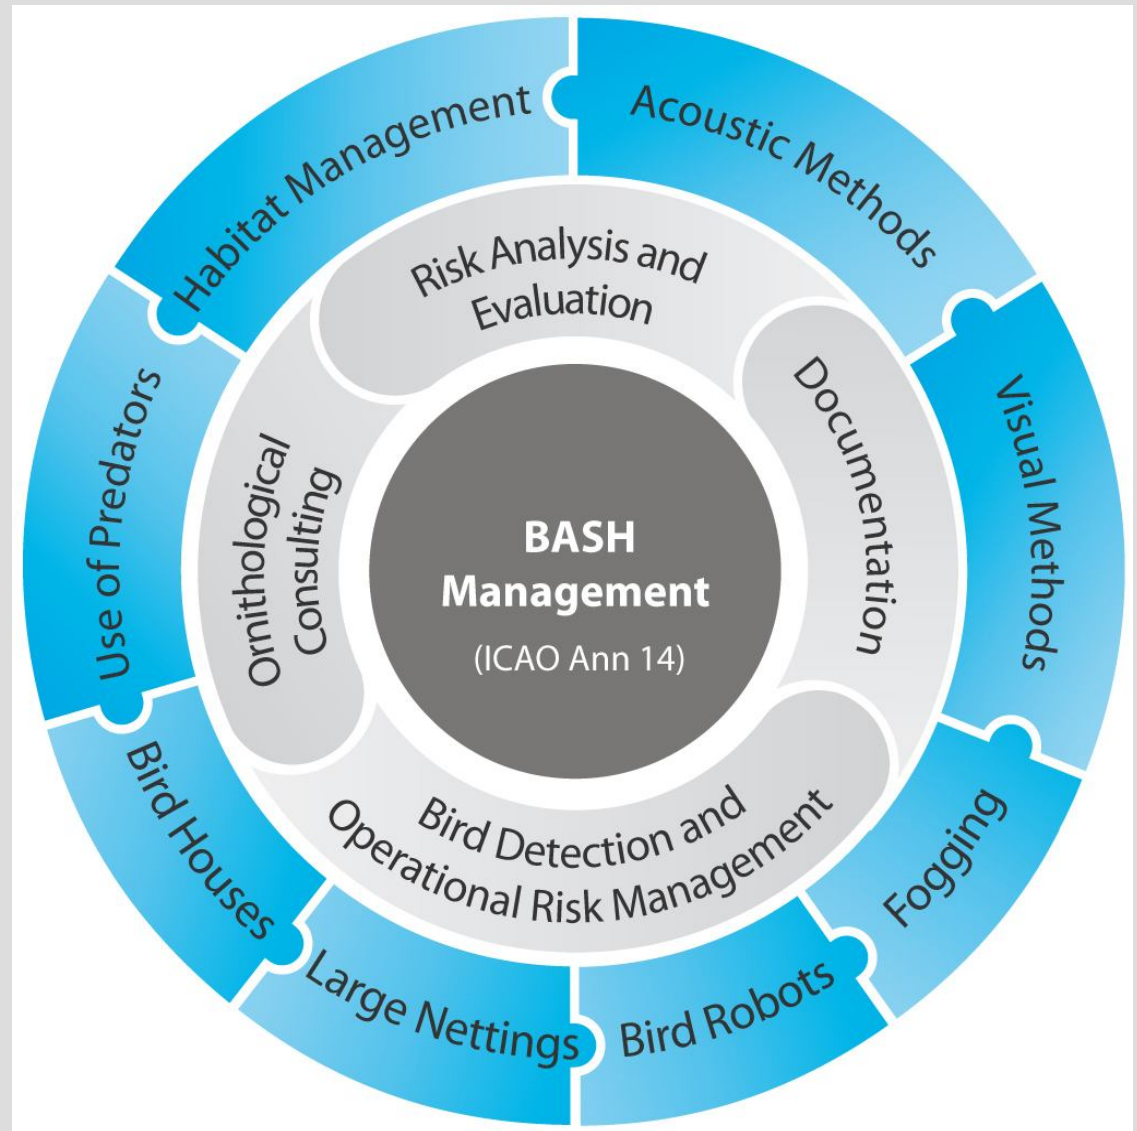 BASH
Management
(ICAO Ann 14)
Risk Analysis and
Evaluation
Documentation
Bird Detection and
Operational Risk Management
Ornithological
Consulting
Habitat Management
Acoustic Methods
Visual Methods
Fogging
Bird Robots
Large Nettings
Bird Houses
Use of Predators